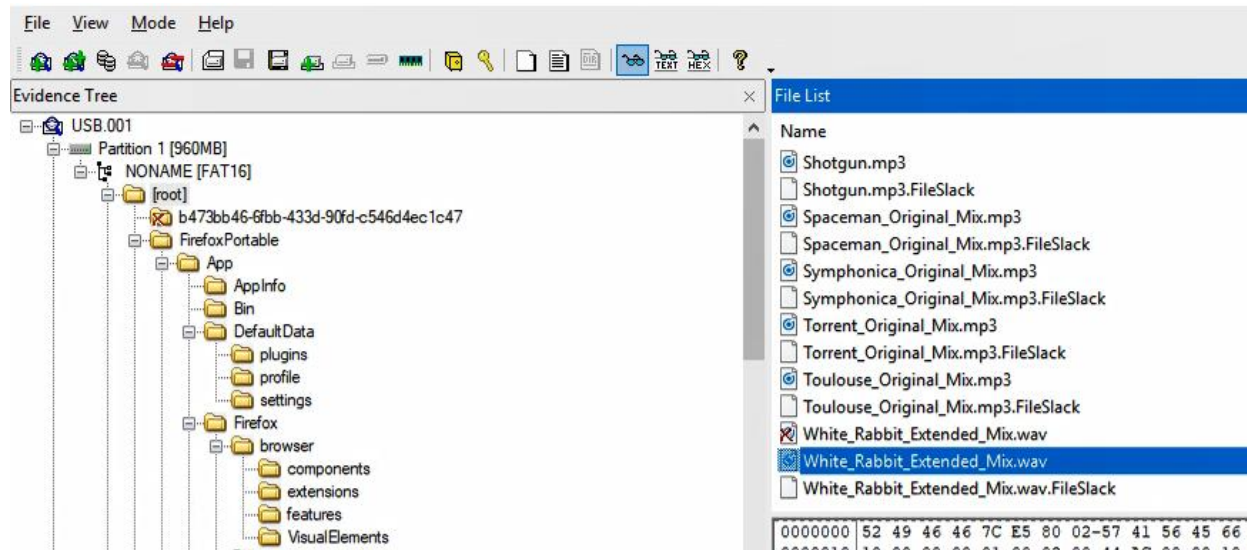 File View Mode Help
TEXT HEX
DIR
Evidence Tree
USB.001
Partition 1 [960MB]
NONAME [FAT16]
[root]
b473bb46-6fbb-433d-90fd-c546d4ec1c47
FirefoxPortable
App
AppInfo
Bin
DefaultData
plugins
profile
settings
Firefox
browser
components
extensions
features
VisualElements
File List
Name
Shotgun.mp3
Shotgun.mp3.FileSlack
Spaceman_Original_Mix.mp3
Spaceman_Original_Mix.mp3.FileSlack
Symphonica_Original_Mix.mp3
Symphonica_Original_Mix.mp3.FileSlack
Torrent_Original_Mix.mp3
Torrent_Original_Mix.mp3.FileSlack
Toulouse_Original_Mix.mp3
Toulouse_Original_Mix.mp3.FileSlack
White_Rabbit_Extended_Mix.wav
White_Rabbit_Extended_Mix.wav
White_Rabbit_Extended_Mix.wav.FileSlack
0000000 52 49 46 46 7C E5 80 02-57 41 56 45 66